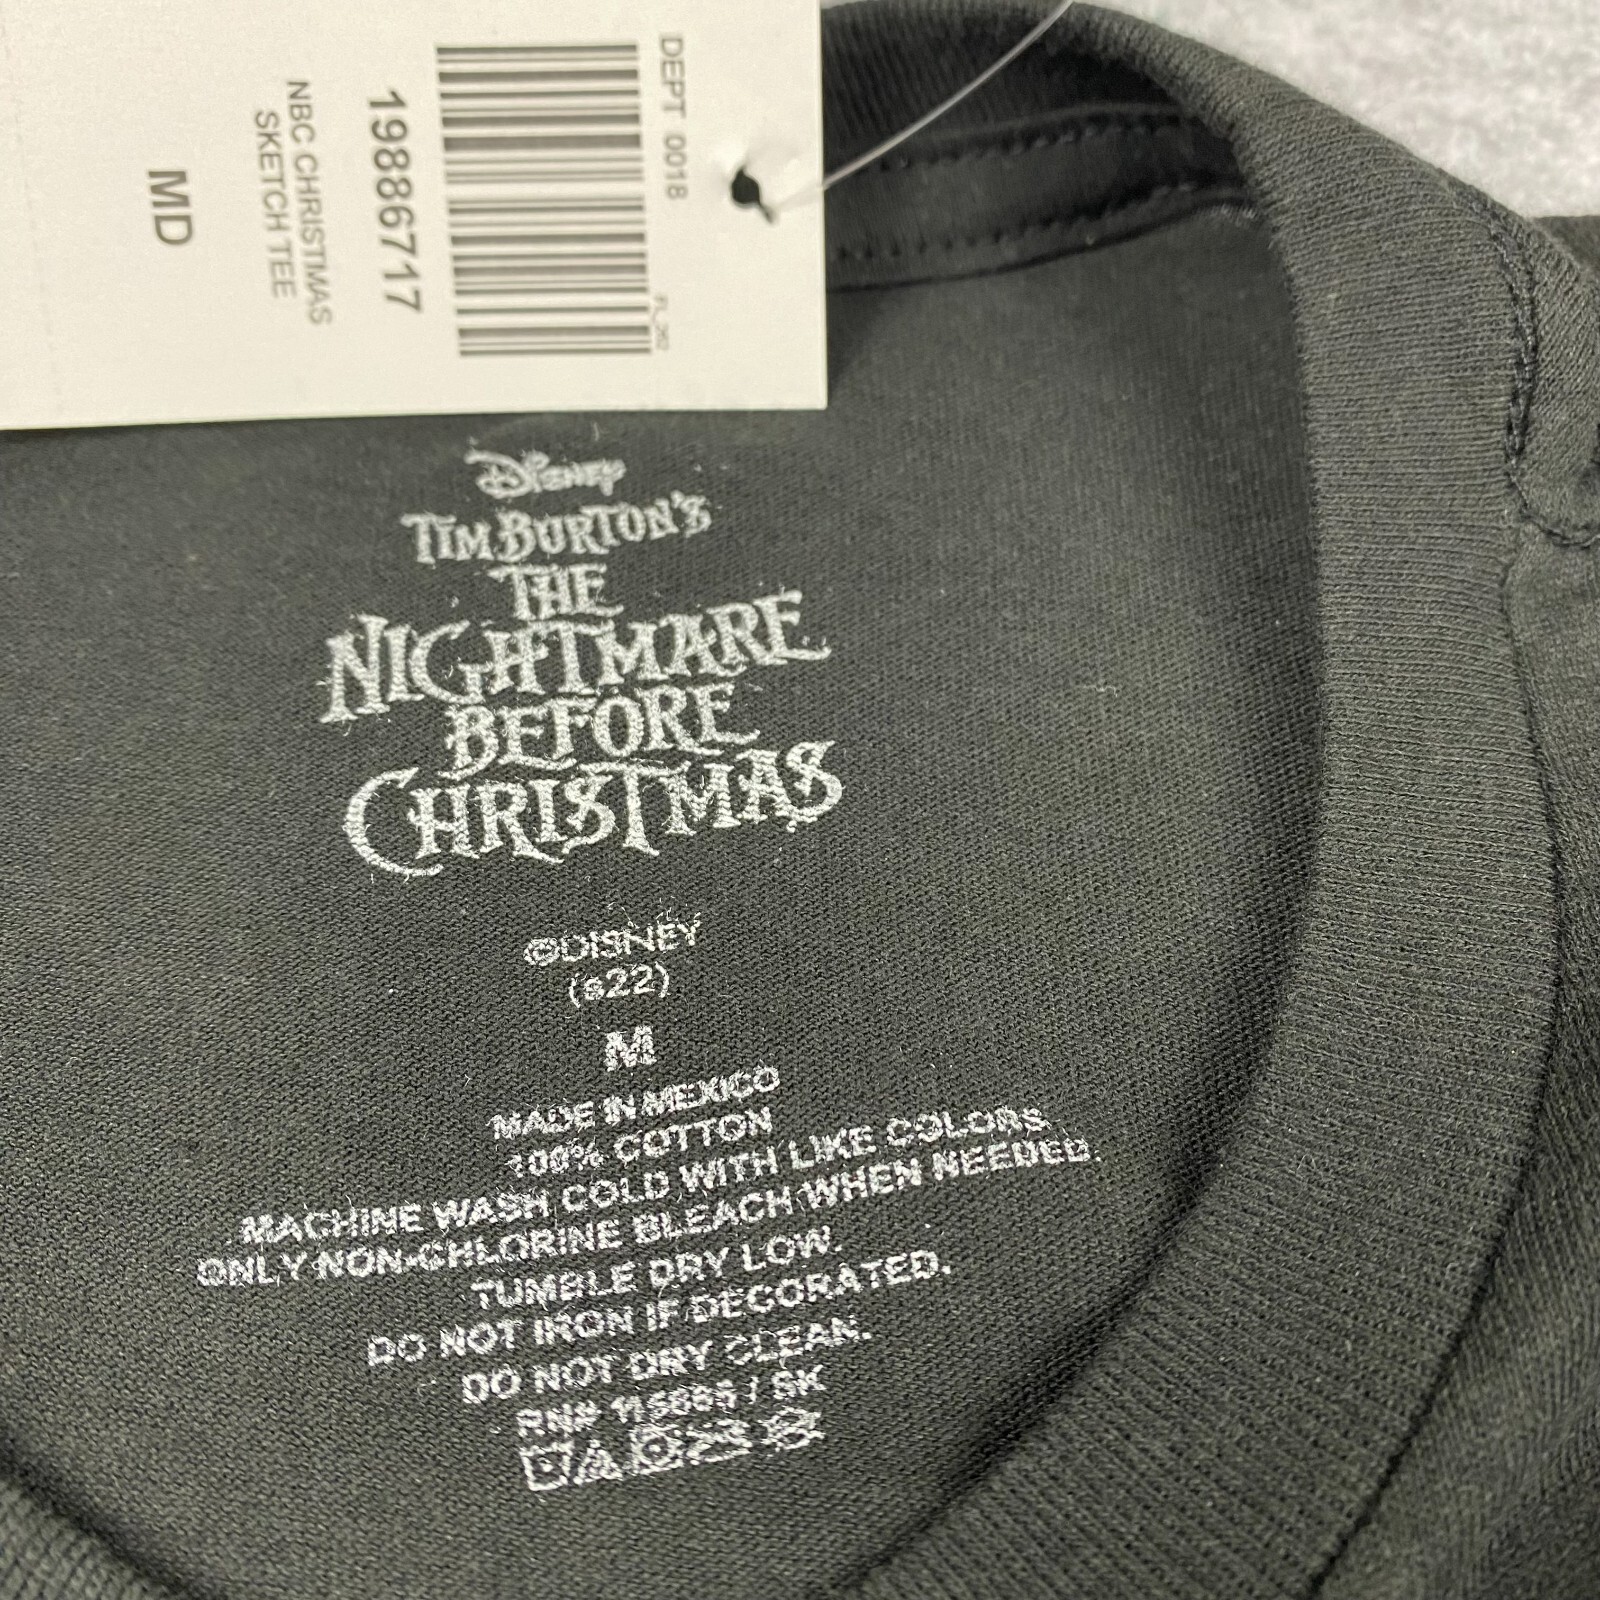 DEPT 0018
19886717
NBC CHRISTMAS
SKETCH TEE
MD
Disney
TIM BURTON'S
THE
NIGHTMARE
BEFORE
CHRISTMAS
©DISNEY
(s22)
M
MADE IN MEXICO
100% COTTON
MACHINE WASH COLD WITH LIKE COLORS.
ONLY NON-CHLORINE BLEACH WHEN NEEDED.
TUMBLE DRY LOW.
DO NOT IRON IF DECORATED.
DO NOT DRY CLEAN.
RN# / SK